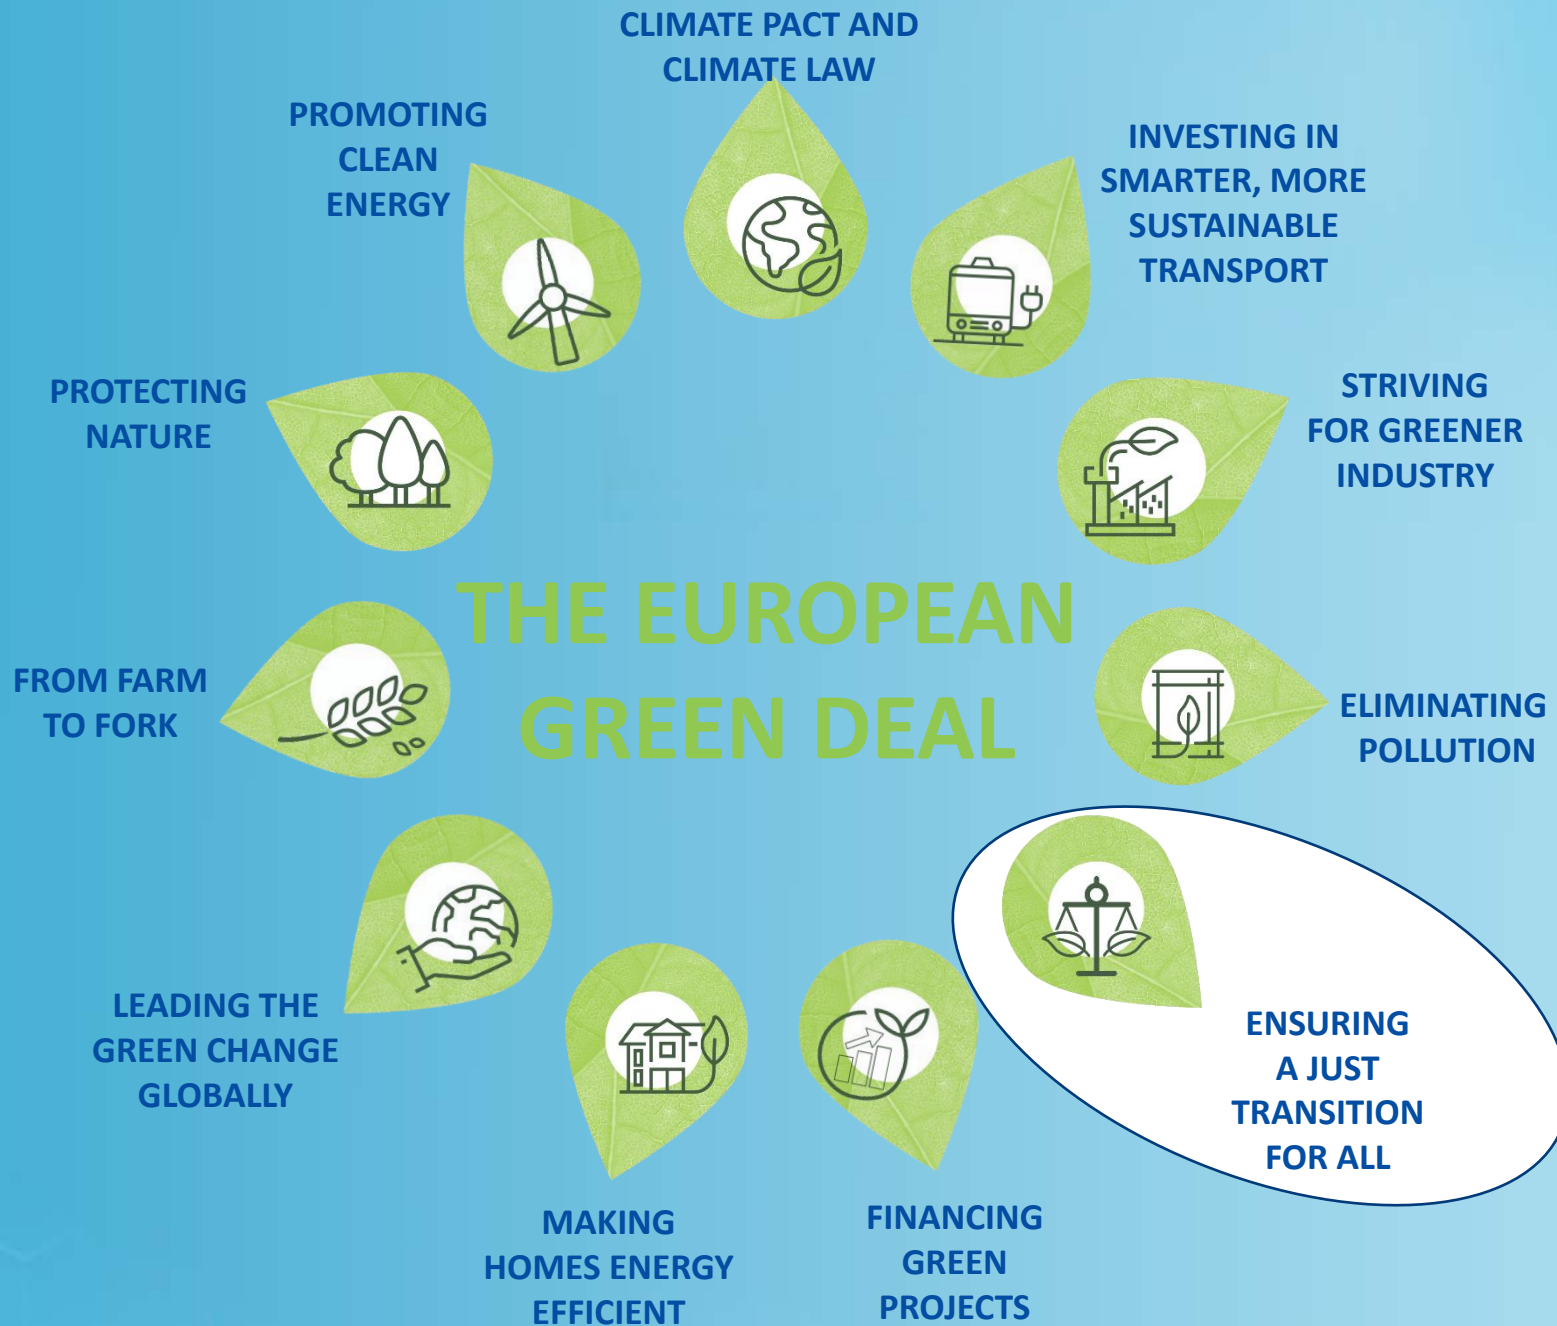 CLIMATE PACT AND
CLIMATE LAW
PROMOTING
CLEAN
ENERGY
INVESTING IN
SMARTER, MORE
SUSTAINABLE
TRANSPORT
PROTECTING
NATURE
STRIVING
FOR GREENER
INDUSTRY
THE EUROPEAN
GREEN DEAL
FROM FARM
TO FORK
ELIMINATING
POLLUTION
LEADING THE
GREEN CHANGE
GLOBALLY
ENSURING
A JUST
TRANSITION
FOR ALL
MAKING
HOMES ENERGY
EFFICIENT
FINANCING
GREEN
PROJECTS